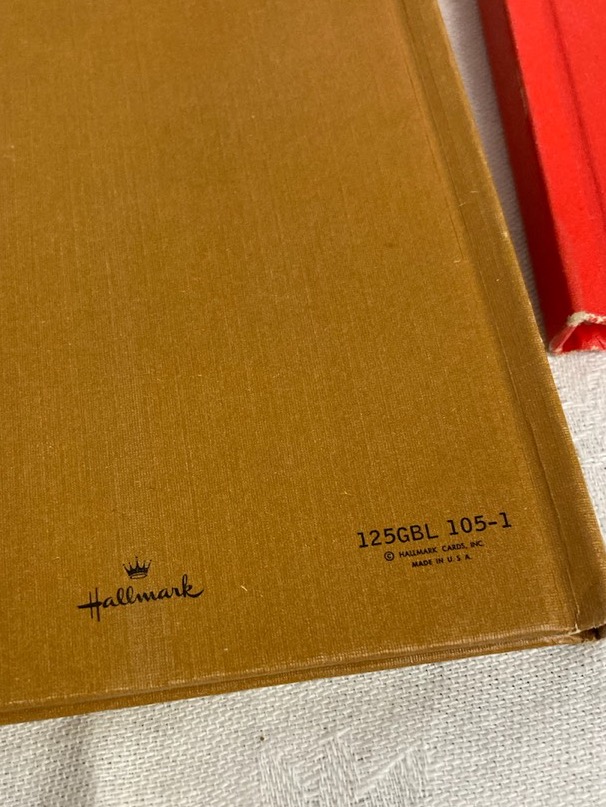 125GBL 105-1
© HALLMARK CARDS, INC.
MADE IN U.S.A.
Hallmark